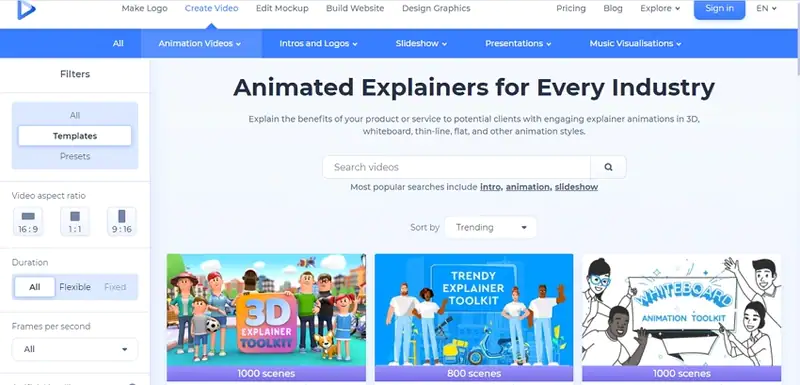 Make Logo
Create Video
Edit Mockup
Build Website
Design Graphics
Pricing
Blog
Explore
Sign in
EN
All
Animation Videos
Intros and Logos
Slideshow
Presentations
Music Visualisations
Filters
All
Templates
Presets
Video aspect ratio
16 : 9
1 : 1
9 : 16
Duration
All
Flexible
Fixed
Frames per second
All
Animated Explainers for Every Industry
Explain the benefits of your product or service to potential clients with engaging explainer animations in 3D,
whiteboard, thin-line, flat, and other animation styles.
Search videos
Most popular searches include intro, animation, slideshow
Sort by
Trending
3D
EXPLAINER
TOOLKIT
1000 scenes
TRENDY
EXPLAINER
TOOLKIT
800 scenes
WHITEBOARD
ANIMATION TOOLKIT
1000 scenes